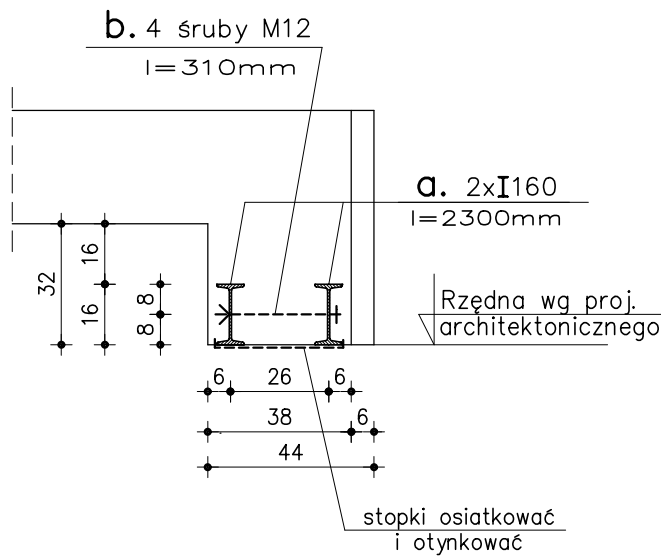 b. 4 śruby M12
l=310mm
a. 2xI160
l=2300mm
16
32
16
8
8
Rzędna wg proj.
architektonicznego
6 26 6
38 6
44
stopki osiatkować
i otynkować